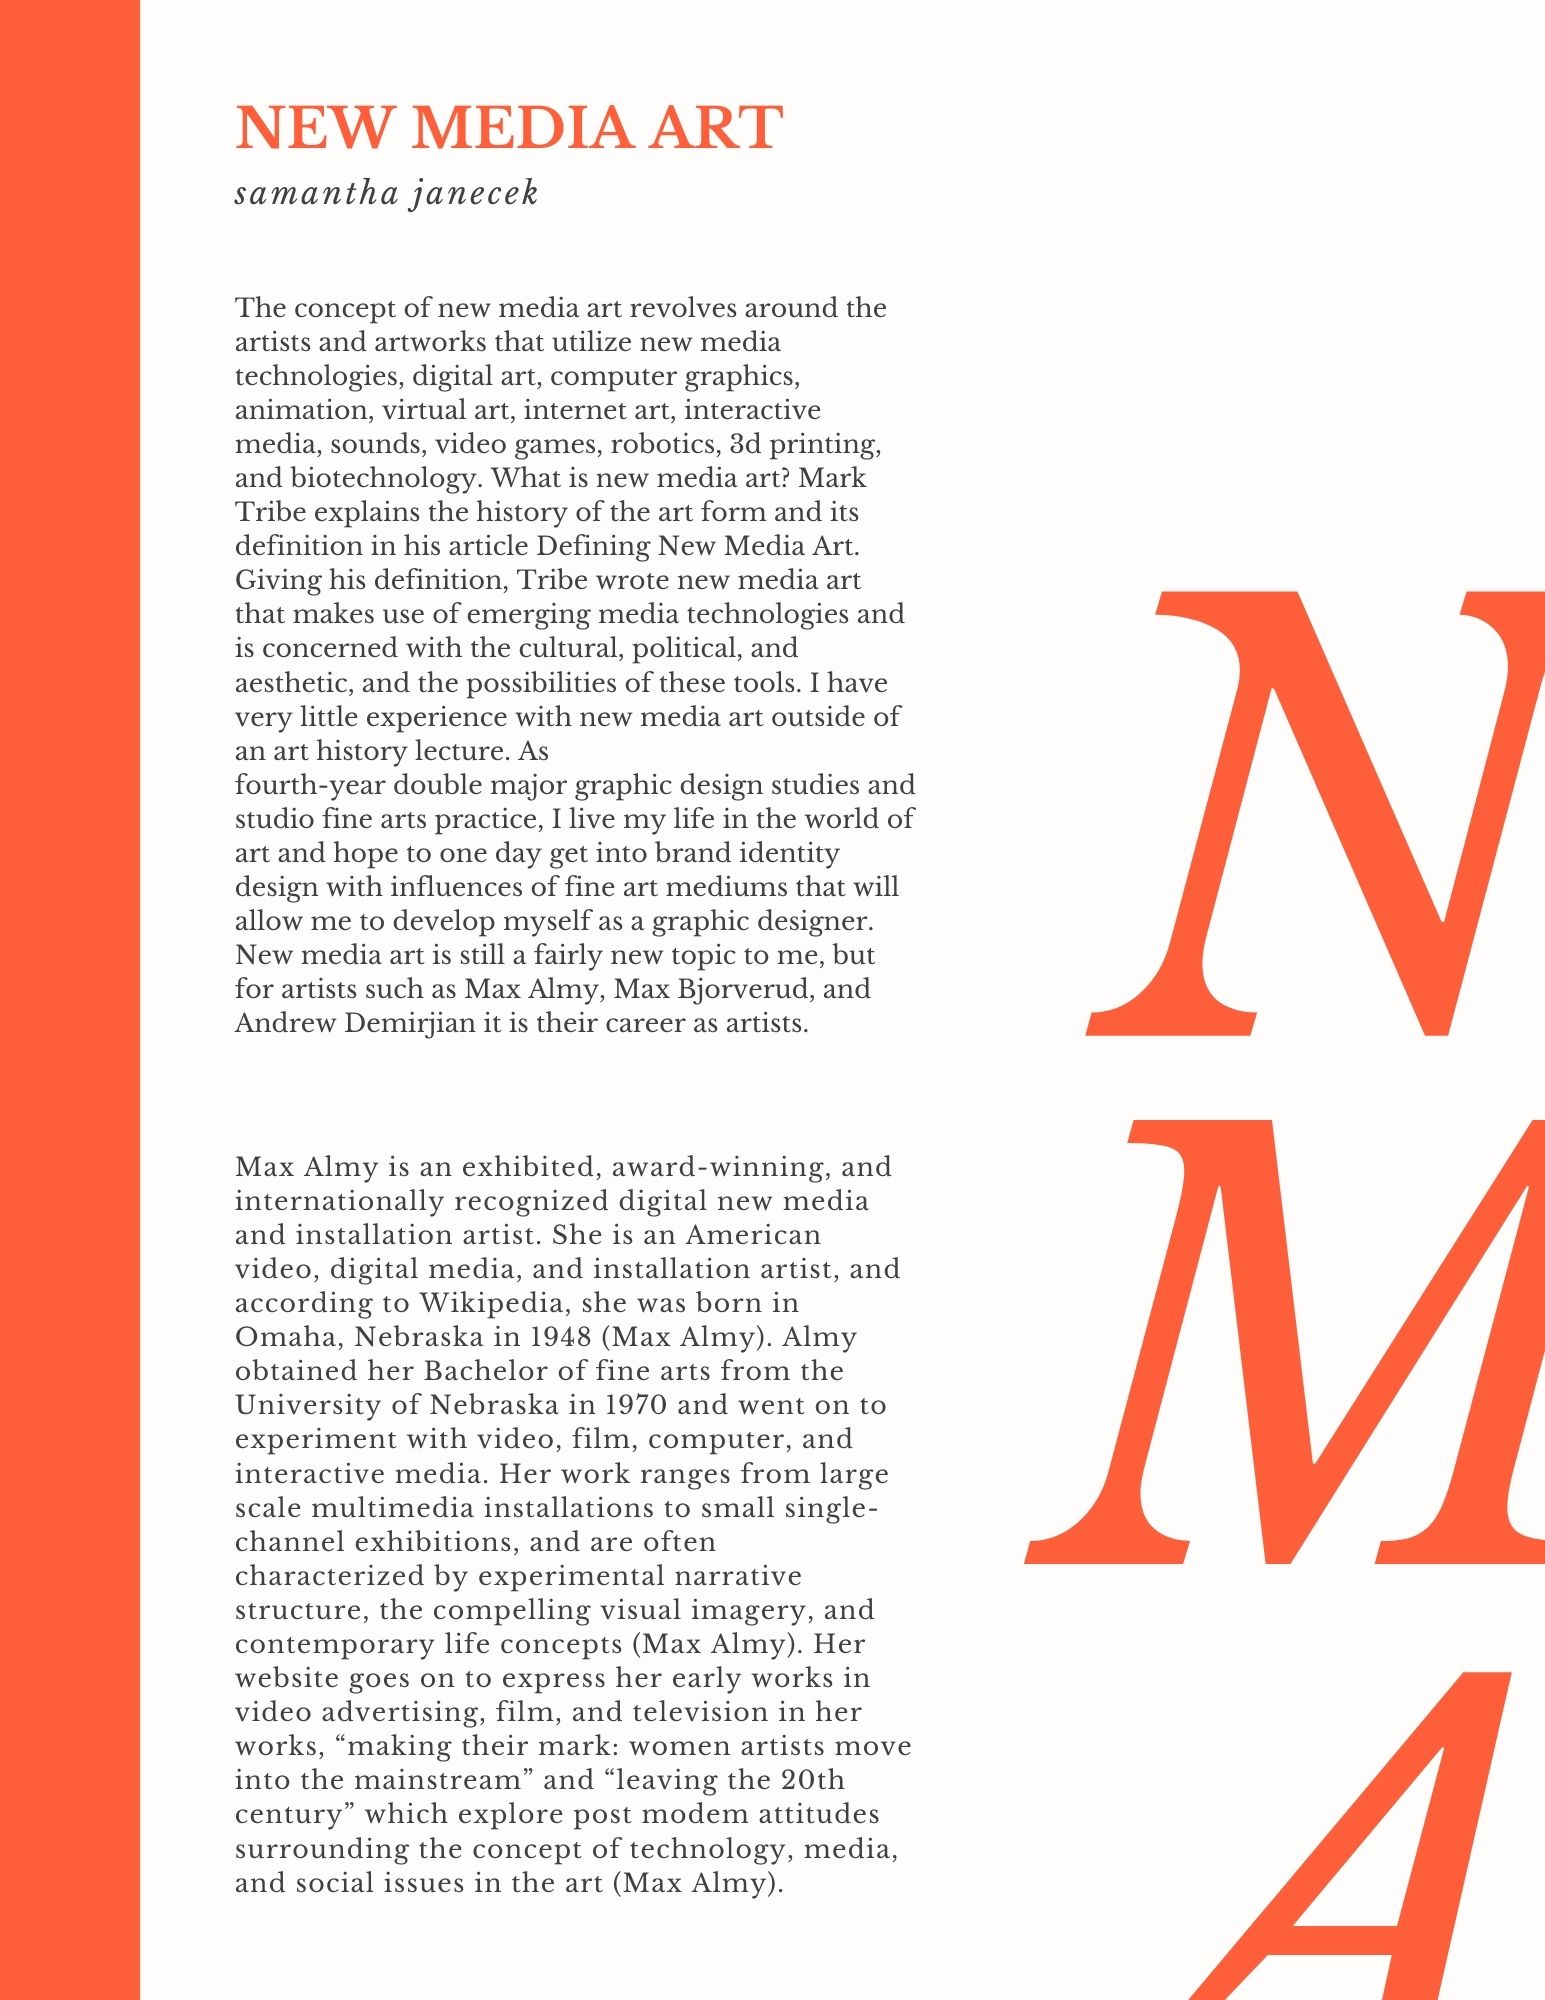 NEW MEDIA ART
samantha janecek
The concept of new media art revolves around the
artists and artworks that utilize new media
technologies, digital art, computer graphics,
animation, virtual art, internet art, interactive
media, sounds, video games, robotics, 3d printing,
and biotechnology. What is new media art? Mark
Tribe explains the history of the art form and its
definition in his article Defining New Media Art.
Giving his definition, Tribe wrote new media art
that makes use of emerging media technologies and
is concerned with the cultural, political, and
aesthetic, and the possibilities of these tools. I have
very little experience with new media art outside of
an art history lecture. As
fourth-year double major graphic design studies and
studio fine arts practice, I live my life in the world of
art and hope to one day get into brand identity
design with influences of fine art mediums that will
allow me to develop myself as a graphic designer.
New media art is still a fairly new topic to me, but
for artists such as Max Almy, Max Bjorverud, and
Andrew Demirjian it is their career as artists.
Max Almy is an exhibited, award-winning, and
internationally recognized digital new media
and installation artist. She is an American
video, digital media, and installation artist, and
according to Wikipedia, she was born in
Omaha, Nebraska in 1948 (Max Almy). Almy
obtained her Bachelor of fine arts from the
University of Nebraska in 1970 and went on to
experiment with video, film, computer, and
interactive media. Her work ranges from large
scale multimedia installations to small single-
channel exhibitions, and are often
characterized by experimental narrative
structure, the compelling visual imagery, and
contemporary life concepts (Max Almy). Her
website goes on to express her early works in
video advertising, film, and television in her
works, “making their mark: women artists move
into the mainstream” and “leaving the 20th
century” which explore post modem attitudes
surrounding the concept of technology, media,
and social issues in the art (Max Almy).
N
M
A